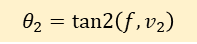 θ₂ = tan2(f, v₂)